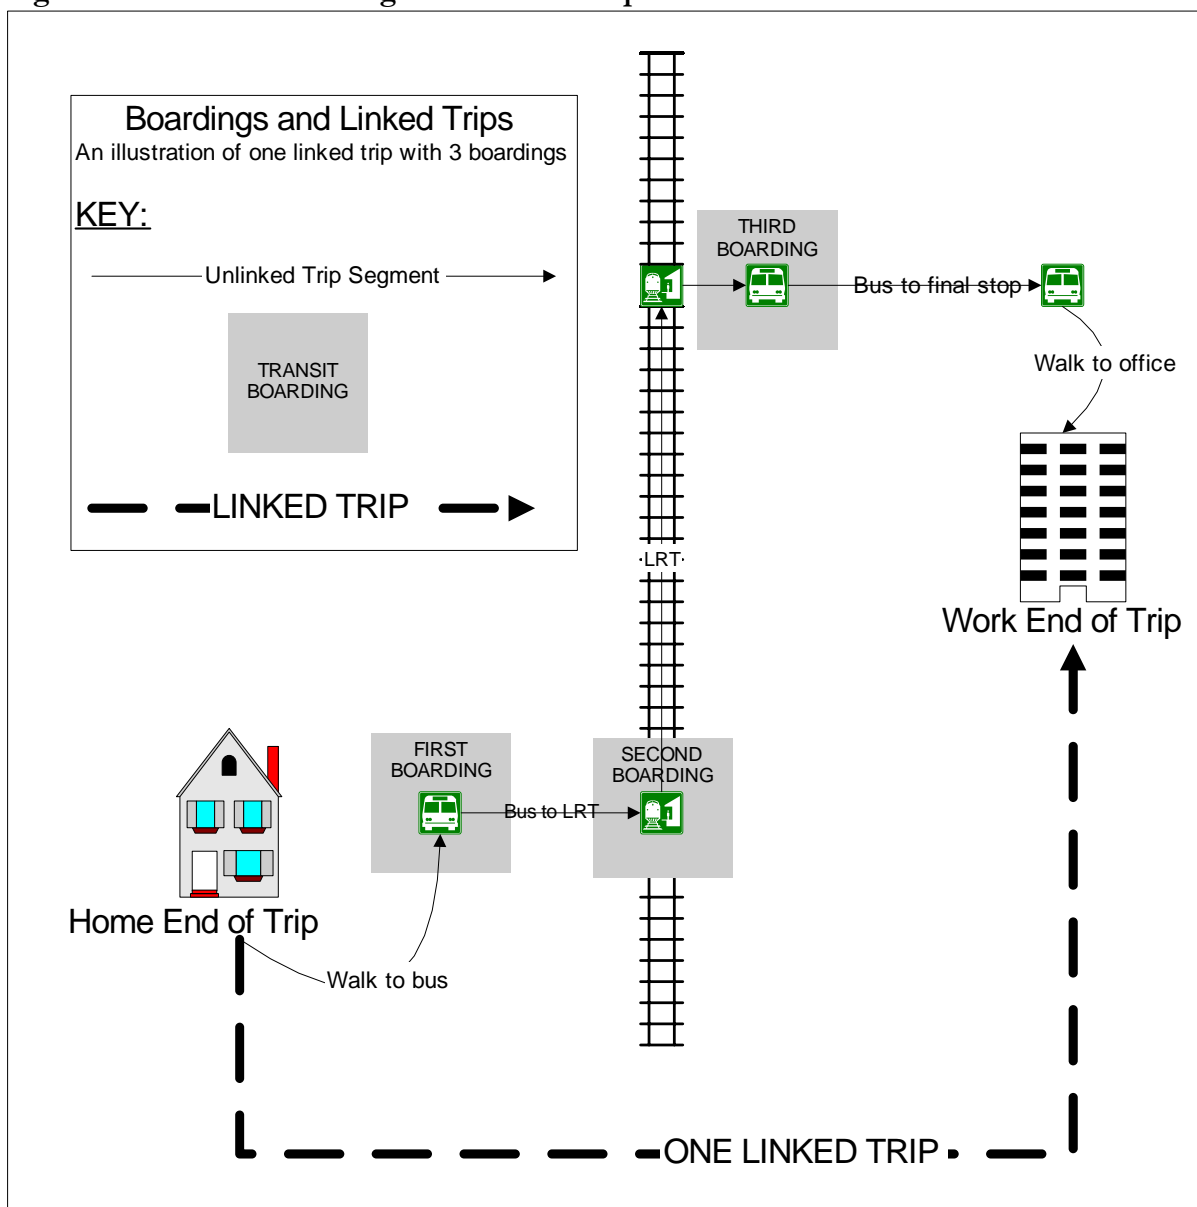 Boardings and Linked Trips
An illustration of one linked trip with 3 boardings
KEY:
Unlinked Trip Segment
TRANSIT
BOARDING
LINKED TRIP
THIRD
BOARDING
Bus to final stop
Walk to office
LRT
Work End of Trip
FIRST
BOARDING
SECOND
BOARDING
Bus to LRT
Home End of Trip
Walk to bus
ONE LINKED TRIP